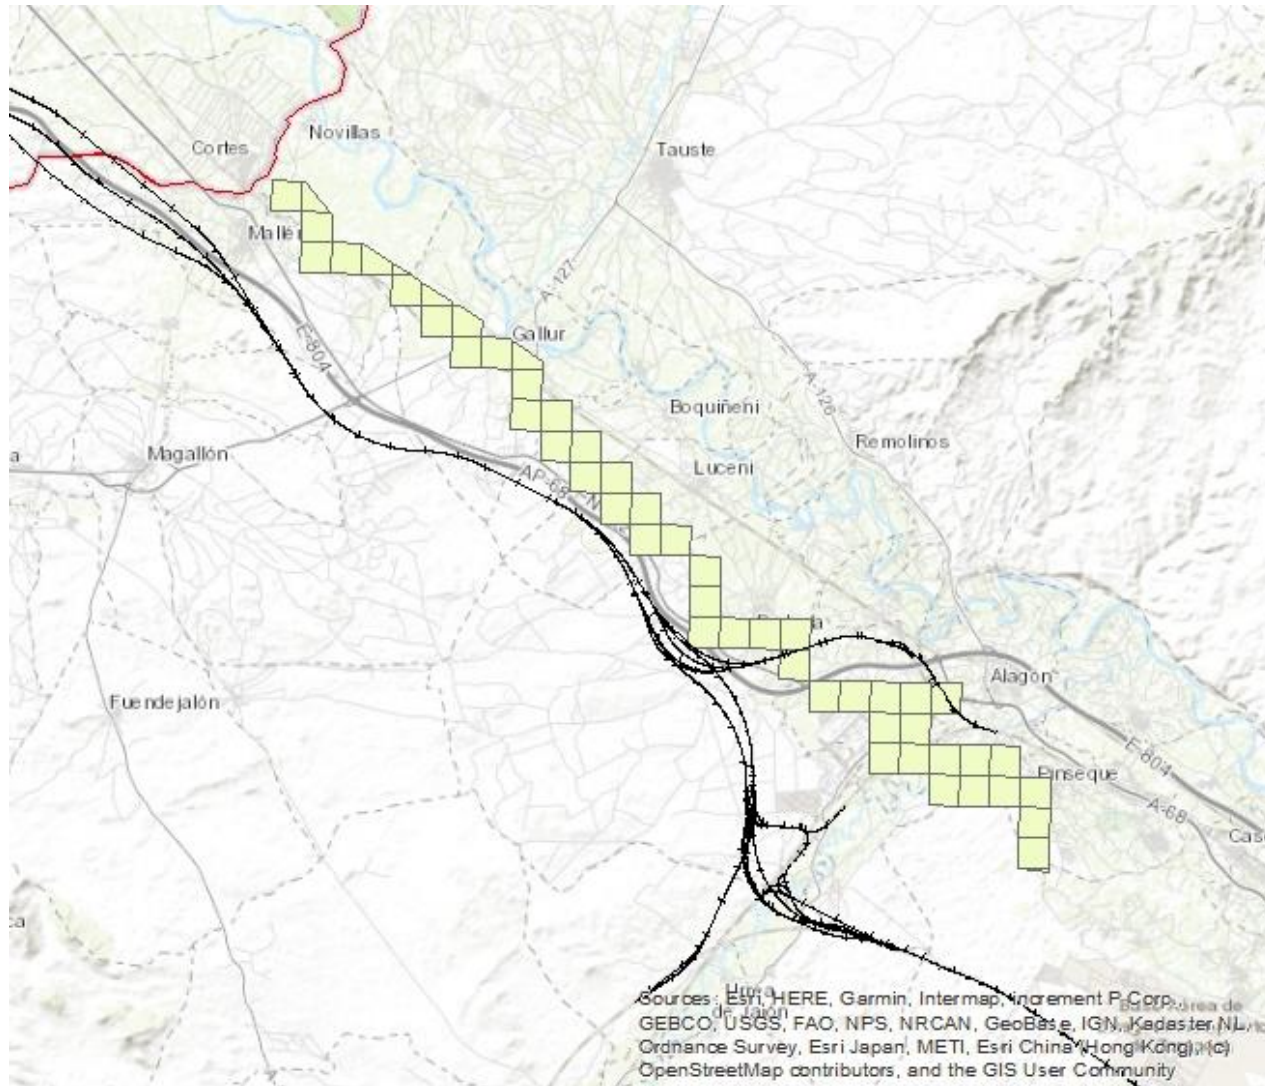 Novillas
Cortes
Tauste
A-127
Gallur
E-804
A-126
Boquiñeni
Remolinos
Magallón
Luceni
AP-68
Alagón
Fuendejalón
E-804
Pinseque
A-68
Sources: Esri, HERE, Garmin, Intermap, increment P Corp.,
GEBCO, USGS, FAO, NPS, NRCAN, GeoBase, IGN, Kadaster NL,
Ordnance Survey, Esri Japan, METI, Esri China (Hong Kong), (c)
OpenStreetMap contributors, and the GIS User Community